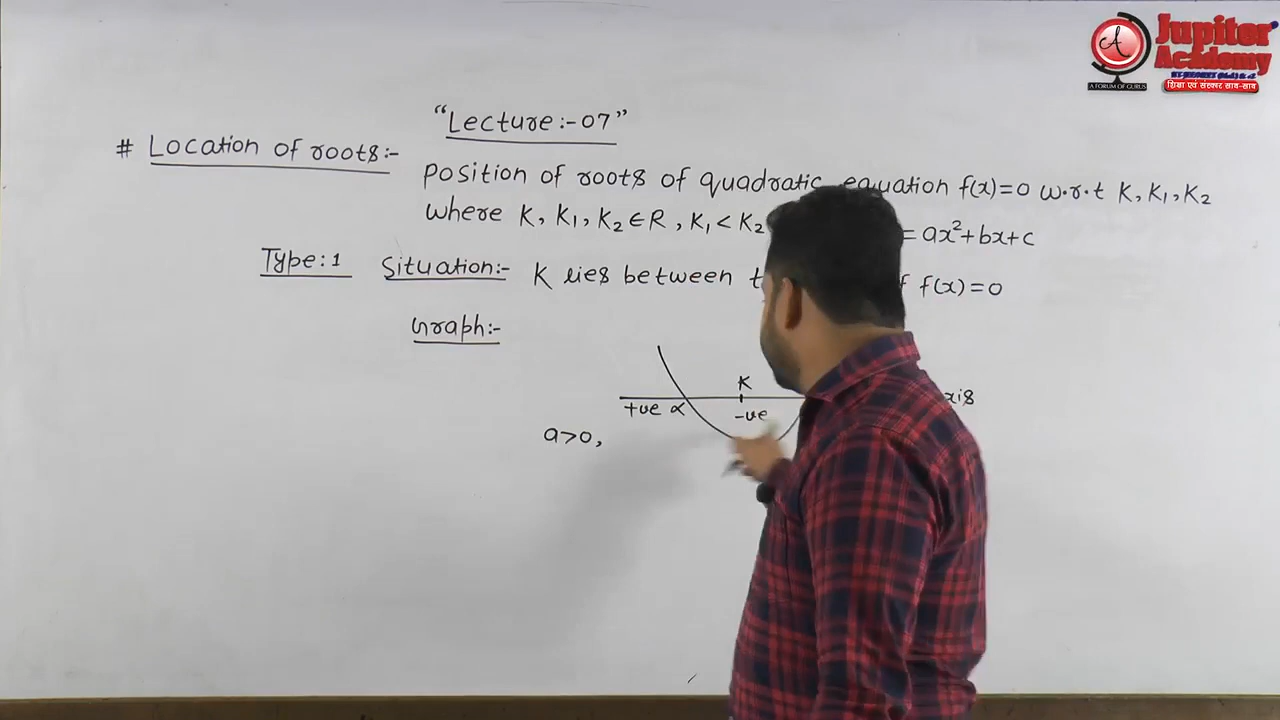 Jupiter
Academy
A FORUM OF GURUS
शिक्षा एवं संस्कार साथ-साथ
"Lecture:-07"
# Location of roots:-
Position of roots of quadratic equation f(x)=0 w.r.t K, K₁, K₂
where K, K₁, K₂ ∈ R, K₁ < K₂ = ax²+bx+c
Type:1 Situation:- K lies between f(x)=0
Graph:-
K
+ve α -ve
a>0,